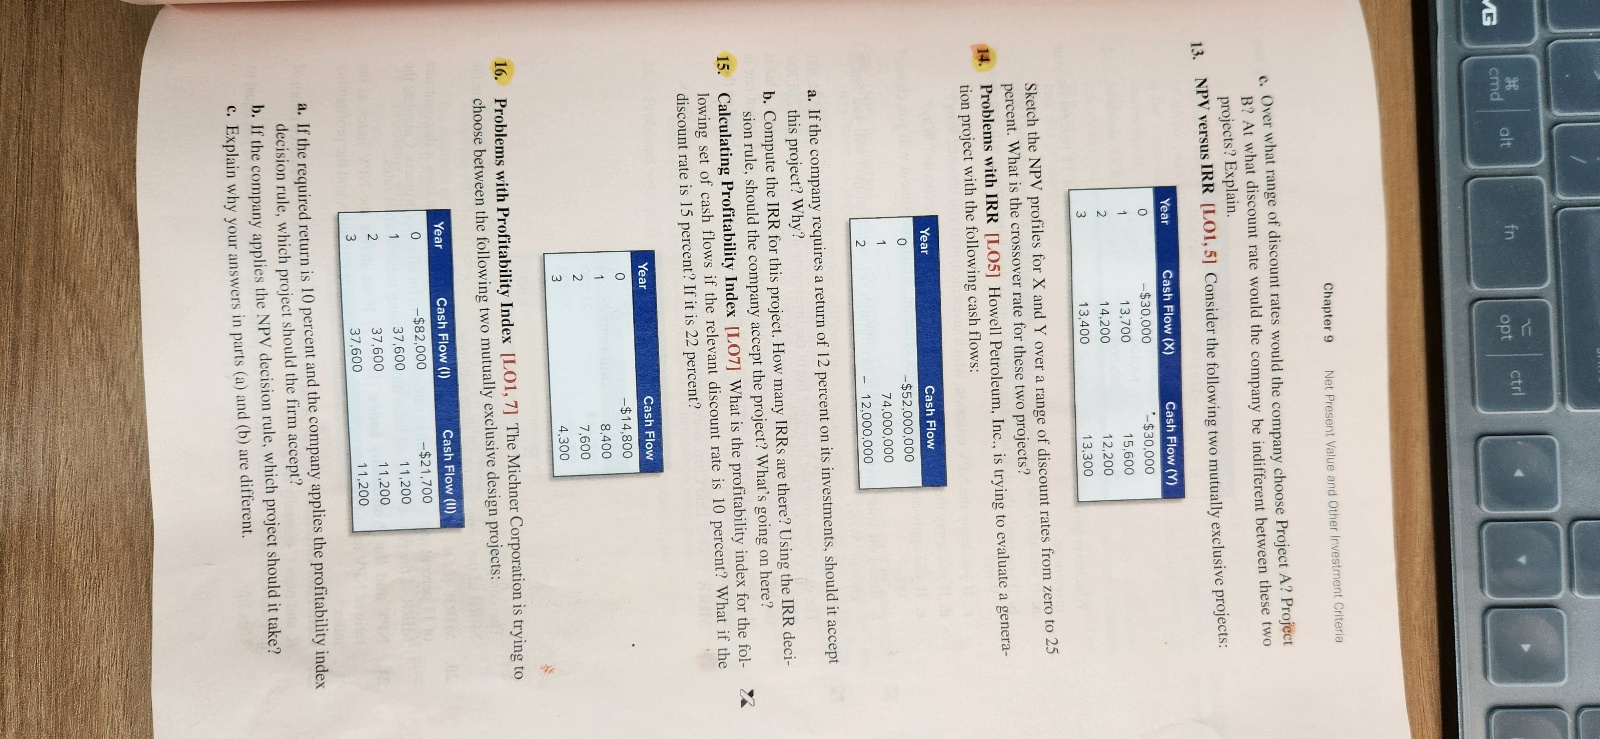 Chapter 9 Net Present Value and Other Investment Criteria
c. Over what range of discount rates would the company choose Project A? Project
B? At what discount rate would the company be indifferent between these two
projects? Explain.
13. NPV versus IRR [LO1, 5] Consider the following two mutually exclusive projects:
Year Cash Flow (X) Cash Flow (Y)
0 –$30,000 –$30,000
1 13,700 15,600
2 14,200 12,200
3 13,400 13,300
Sketch the NPV profiles for X and Y over a range of discount rates from zero to 25
percent. What is the crossover rate for these two projects?
14. Problems with IRR [LO5] Howell Petroleum, Inc., is trying to evaluate a genera-
tion project with the following cash flows:
Year Cash Flow
0 –$52,000,000
1 74,000,000
2 – 12,000,000
a. If the company requires a return of 12 percent on its investments, should it accept
this project? Why?
b. Compute the IRR for this project. How many IRRs are there? Using the IRR deci-
sion rule, should the company accept the project? What's going on here?
15. Calculating Profitability Index [LO7] What is the profitability index for the fol-
lowing set of cash flows if the relevant discount rate is 10 percent? What if the
discount rate is 15 percent? If it is 22 percent?
Year Cash Flow
0 –$14,800
1 8,400
2 7,600
3 4,300
16. Problems with Profitability Index [LO1, 7] The Michner Corporation is trying to
choose between the following two mutually exclusive design projects:
Year Cash Flow (I) Cash Flow (II)
0 –$82,000 –$21,700
1 37,600 11,200
2 37,600 11,200
3 37,600 11,200
a. If the required return is 10 percent and the company applies the profitability index
decision rule, which project should the firm accept?
b. If the company applies the NPV decision rule, which project should it take?
c. Explain why your answers in parts (a) and (b) are different.
⌘ cmd
alt
fn
⌥ opt
ctrl